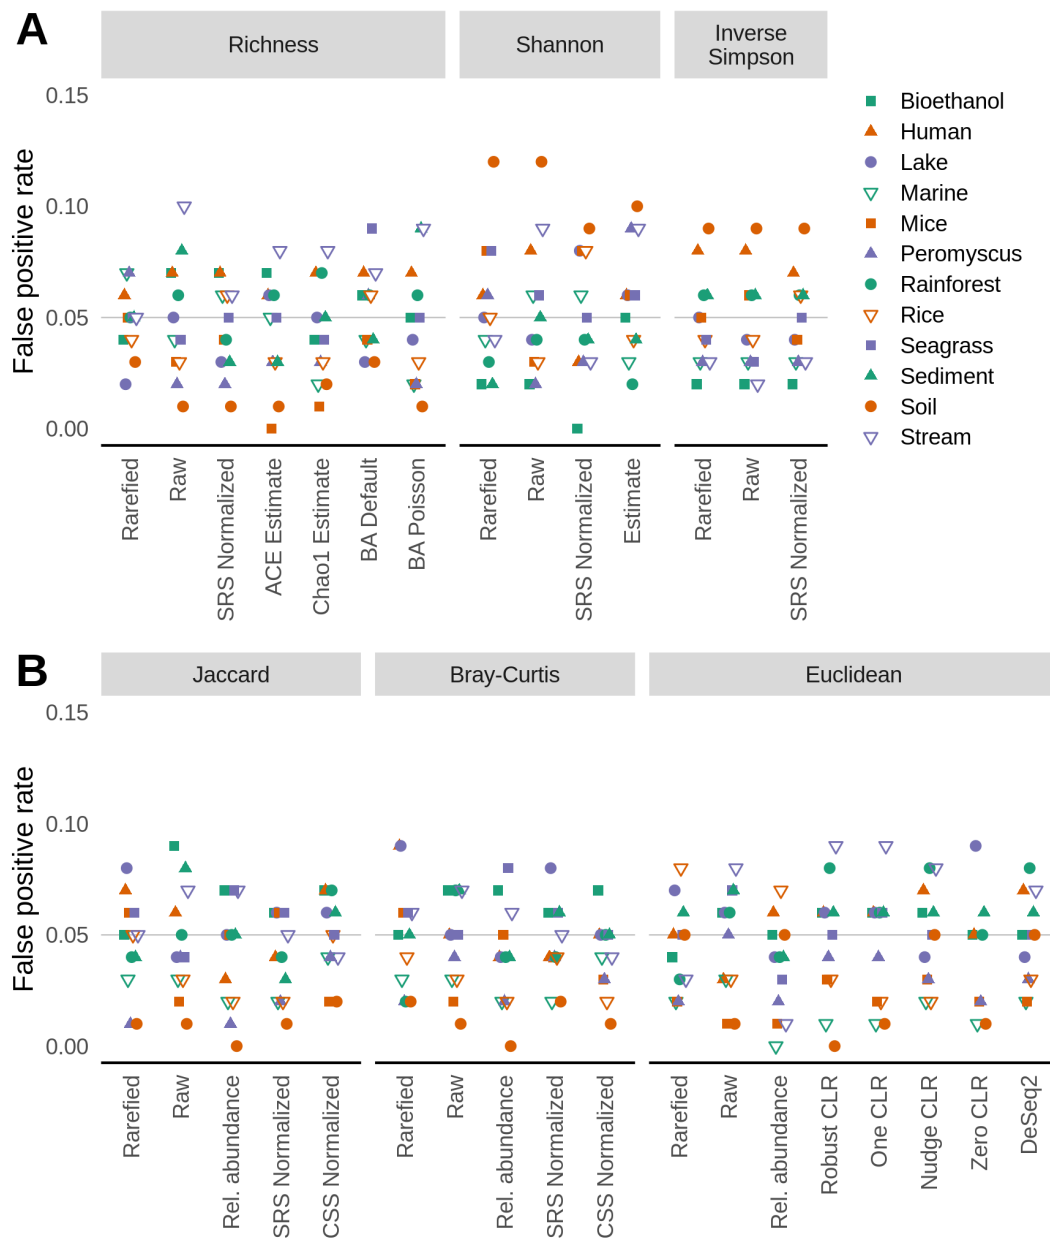 A
Richness
Shannon
Inverse
Simpson
False positive rate
0.15
0.10
0.05
0.00
Rarefied
Raw
SRS Normalized
ACE Estimate
Chao1 Estimate
BA Default
BA Poisson
Rarefied
Raw
SRS Normalized
Estimate
Rarefied
Raw
SRS Normalized
Bioethanol
Human
Lake
Marine
Mice
Peromyscus
Rainforest
Rice
Seagrass
Sediment
Soil
Stream
B
Jaccard
Bray-Curtis
Euclidean
False positive rate
0.15
0.10
0.05
0.00
Rarefied
Raw
Rel. abundance
SRS Normalized
CSS Normalized
Rarefied
Raw
Rel. abundance
SRS Normalized
CSS Normalized
Rarefied
Raw
Rel. abundance
Robust CLR
One CLR
Nudge CLR
Zero CLR
DeSeq2